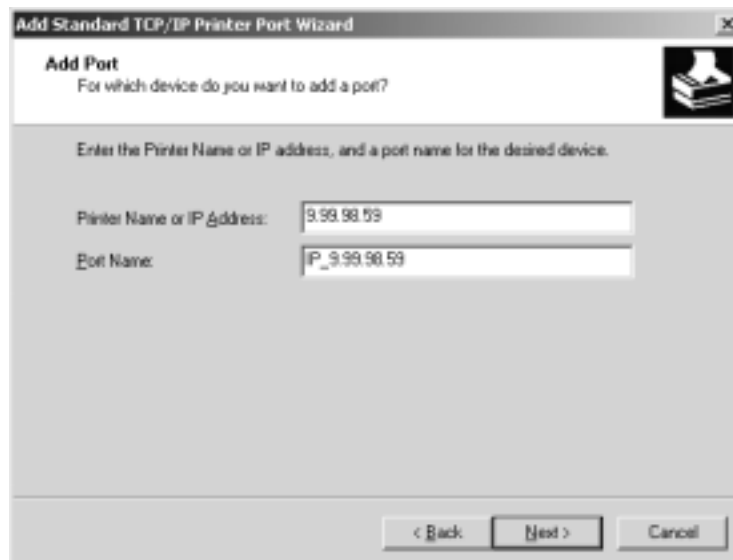 Add Standard TCP/IP Printer Port Wizard
Add Port
For which device do you want to add a port?
Enter the Printer Name or IP address, and a port name for the desired device.
Printer Name or IP Address: 9.99.98.59
Port Name: IP_9.99.98.59
< Back Next > Cancel